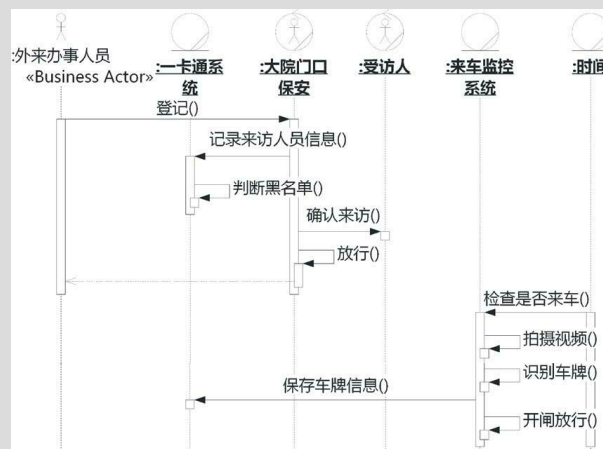 :外来办事人员
«Business Actor»
:一卡通系
统
:大院门口
保安
:受访人
:来车监控
系统
:时间
登记()
记录来访人员信息()
判断黑名单()
确认来访()
放行()
检查是否来车()
拍摄视频()
识别车牌()
保存车牌信息()
开闸放行()